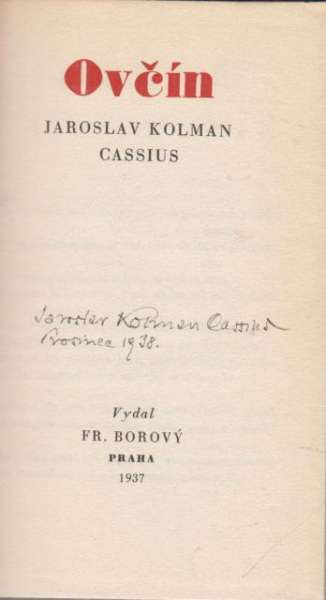 Ovčín
JAROSLAV KOLMAN
CASSIUS
Jaroslav Kolman Cassius
Prosinec 1938.
Vydal
FR. BOROVÝ
PRAHA
1937